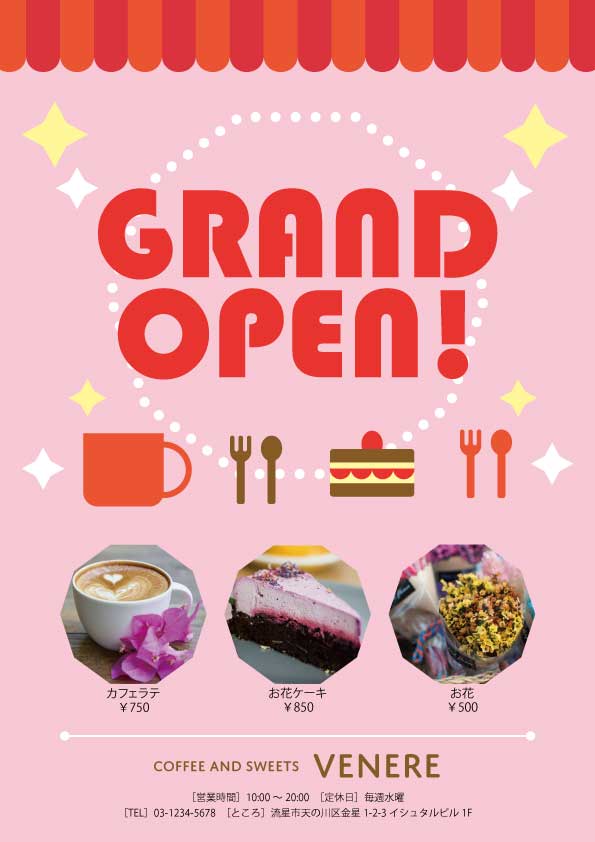 GRAND
OPEN!
カフェラテ
￥750
お花ケーキ
￥850
お花
￥500
COFFEE AND SWEETS VENERE
［営業時間］10:00 〜 20:00 ［定休日］毎週水曜
［TEL］03-1234-5678 ［ところ］流星市天の川区金星 1-2-3 イシュタルビル 1F